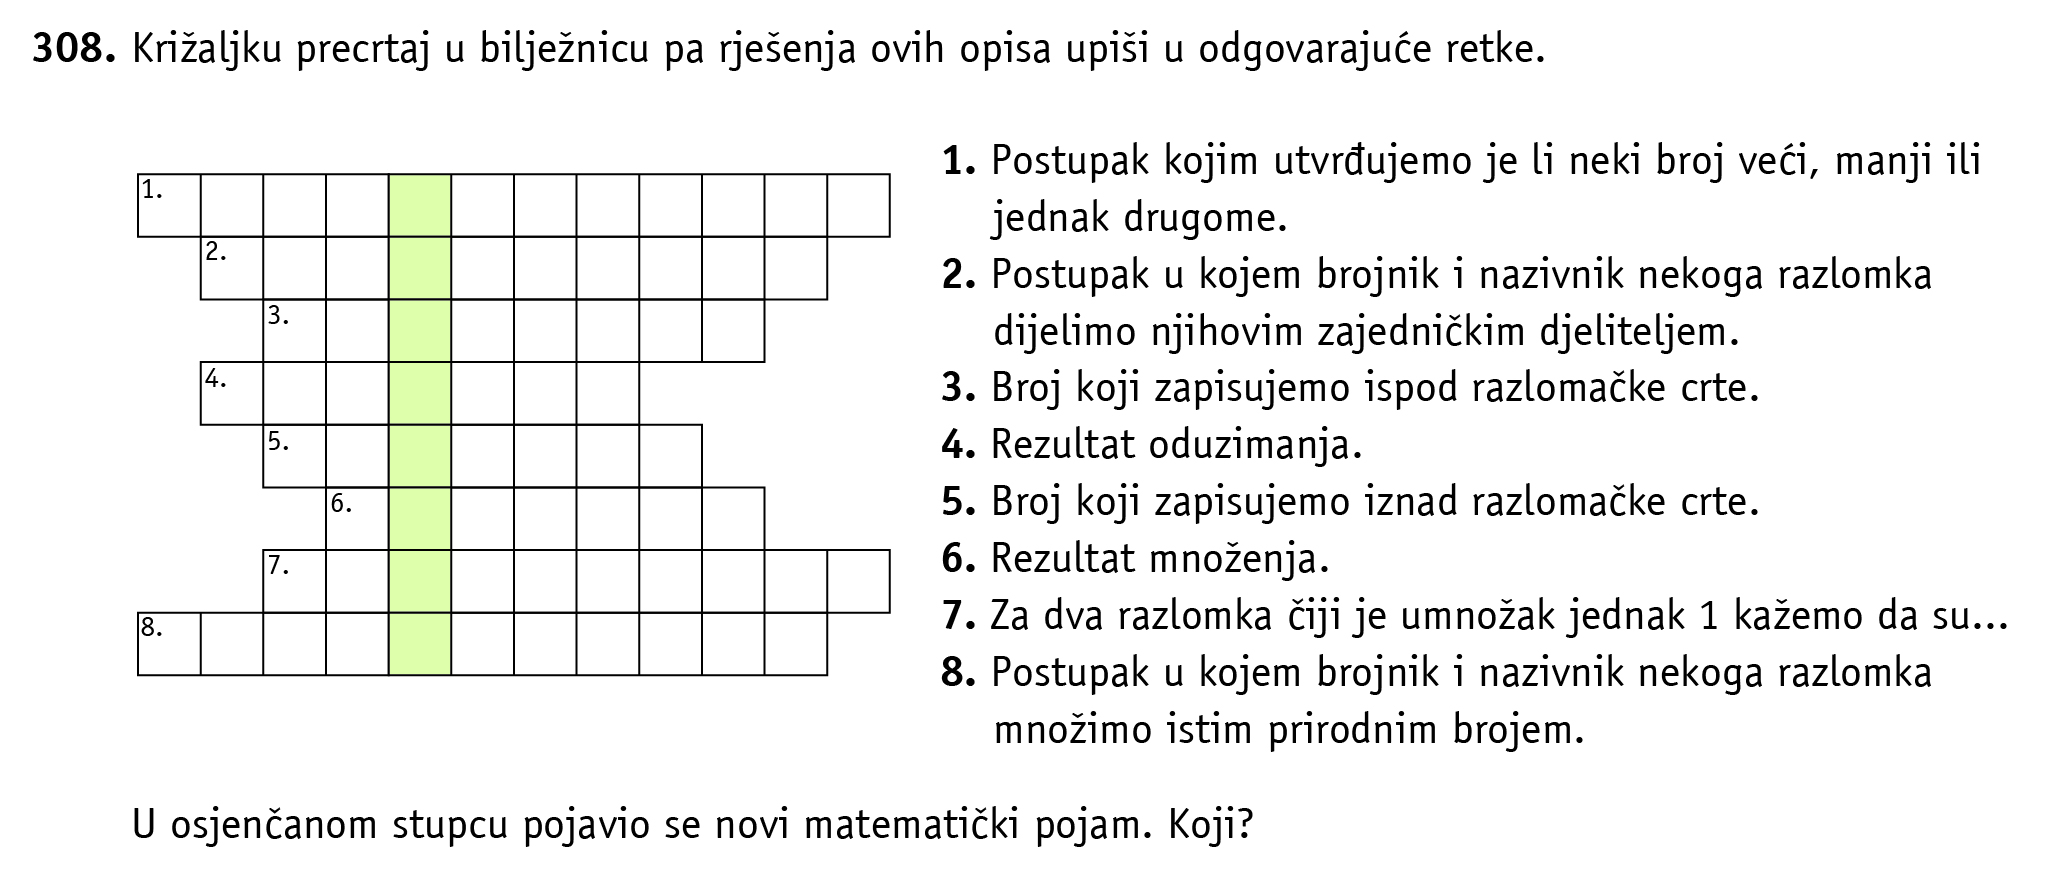 308. Križaljku precrtaj u bilježnicu pa rješenja ovih opisa upiši u odgovarajuće retke.
1.
2.
3.
4.
5.
6.
7.
8.
1. Postupak kojim utvrđujemo je li neki broj veći, manji ili
jednak drugome.
2. Postupak u kojem brojnik i nazivnik nekoga razlomka
dijelimo njihovim zajedničkim djeliteljem.
3. Broj koji zapisujemo ispod razlomačke crte.
4. Rezultat oduzimanja.
5. Broj koji zapisujemo iznad razlomačke crte.
6. Rezultat množenja.
7. Za dva razlomka čiji je umnožak jednak 1 kažemo da su...
8. Postupak u kojem brojnik i nazivnik nekoga razlomka
množimo istim prirodnim brojem.
U osjenčanom stupcu pojavio se novi matematički pojam. Koji?